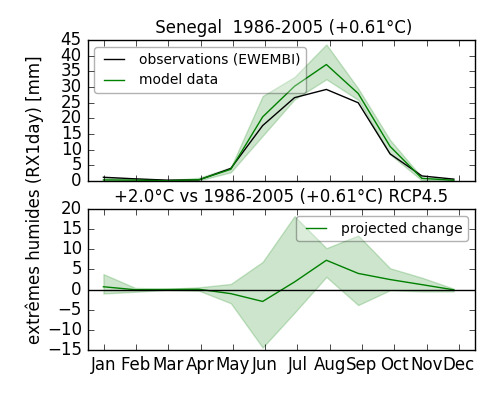 Senegal  1986-2005 (+0.61°C)
extrêmes humides (RX1day) [mm]
45
40
35
30
25
20
15
10
5
0
observations (EWEMBI)
model data
+2.0°C vs 1986-2005 (+0.61°C) RCP4.5
20
15
10
5
0
−5
−10
−15
projected change
Jan Feb Mar Apr May Jun Jul Aug Sep Oct Nov Dec